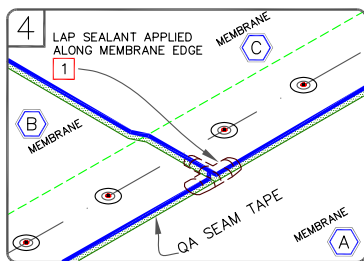 4
LAP SEALANT APPLIED
ALONG MEMBRANE EDGE
1
MEMBRANE
C
B
MEMBRANE
QA SEAM TAPE
MEMBRANE
A